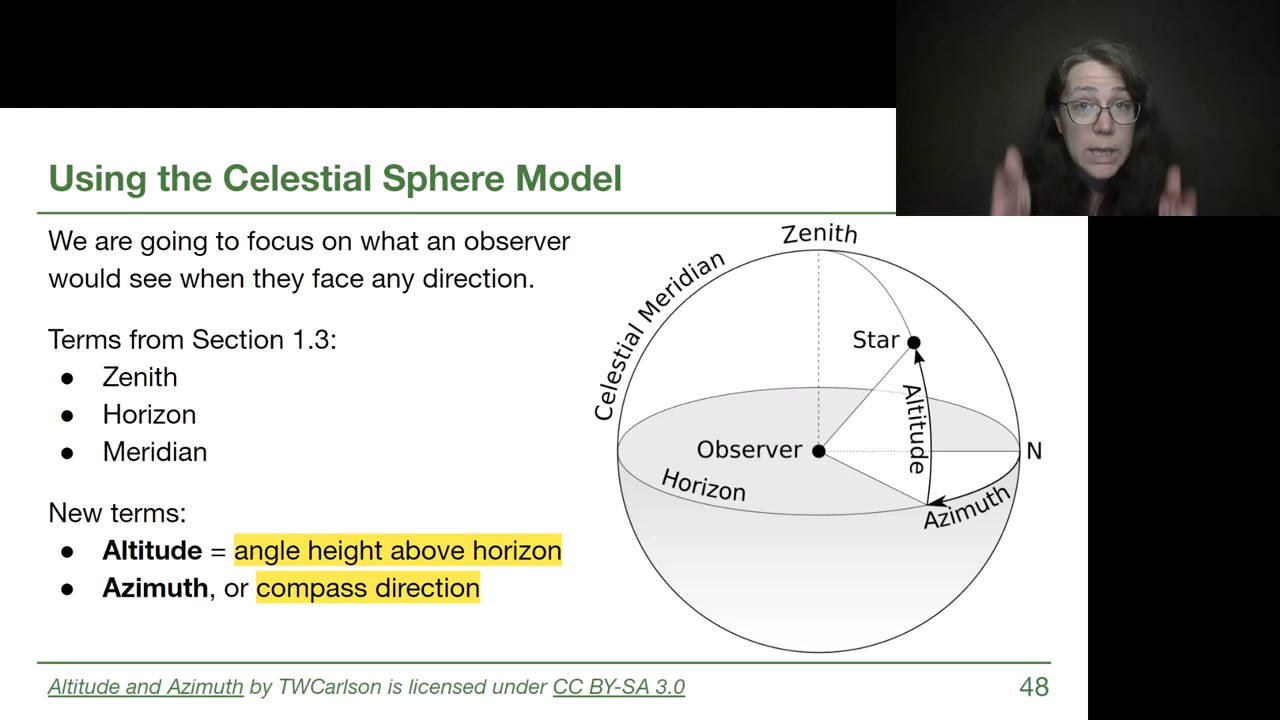 Using the Celestial Sphere Model
We are going to focus on what an observer
would see when they face any direction.
Terms from Section 1.3:
● Zenith
● Horizon
● Meridian
New terms:
● Altitude = angle height above horizon
● Azimuth, or compass direction
Zenith
Celestial Meridian
Star
Altitude
Observer
N
Horizon
Azimuth
Altitude and Azimuth by TWCarlson is licensed under CC BY-SA 3.0
48